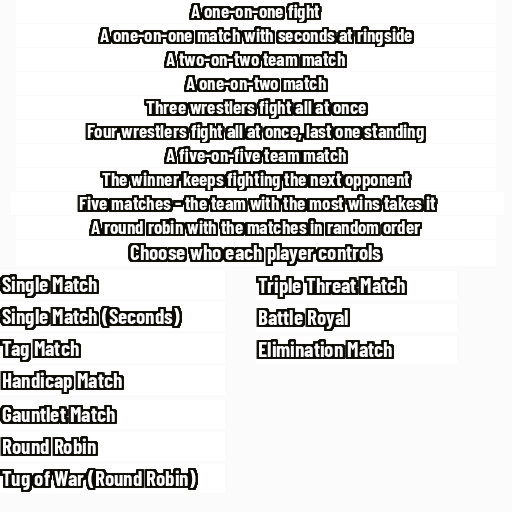 A one-on-one fight
A one-on-one match with seconds at ringside
A two-on-two team match
A one-on-two match
Three wrestlers fight all at once
Four wrestlers fight all at once, last one standing
A five-on-five team match
The winner keeps fighting the next opponent
Five matches - the team with the most wins takes it
A round robin with the matches in random order
Choose who each player controls
Single Match
Single Match (Seconds)
Tag Match
Handicap Match
Gauntlet Match
Round Robin
Tug of War (Round Robin)
Triple Threat Match
Battle Royal
Elimination Match